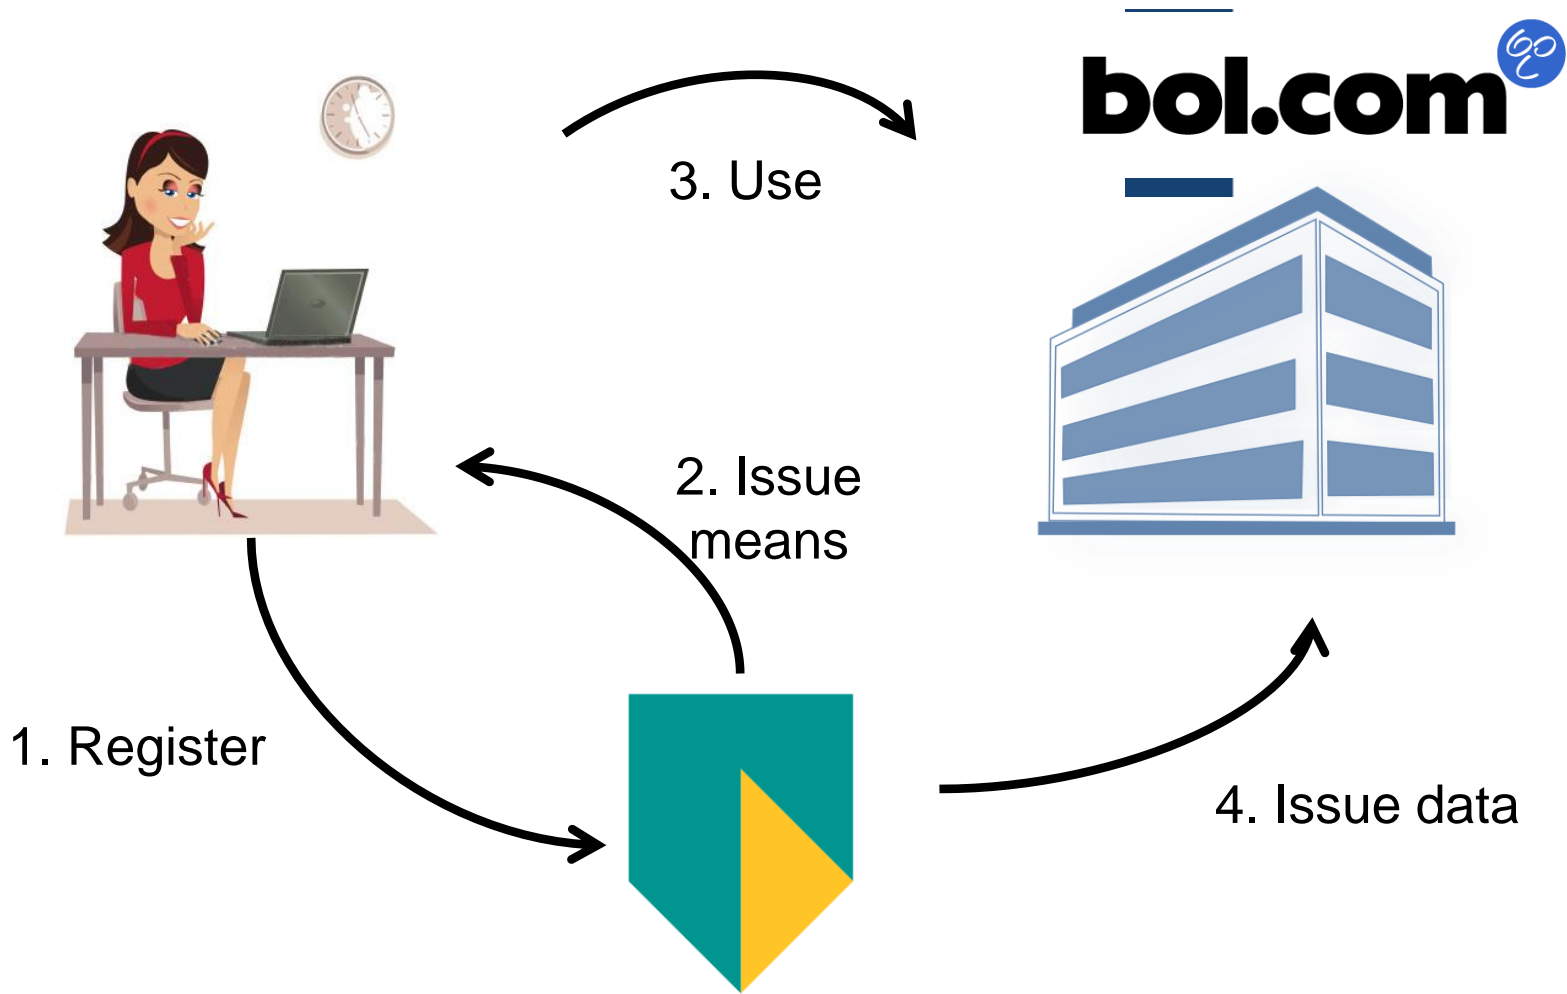 bol.com
3. Use
2. Issue
means
1. Register
4. Issue data